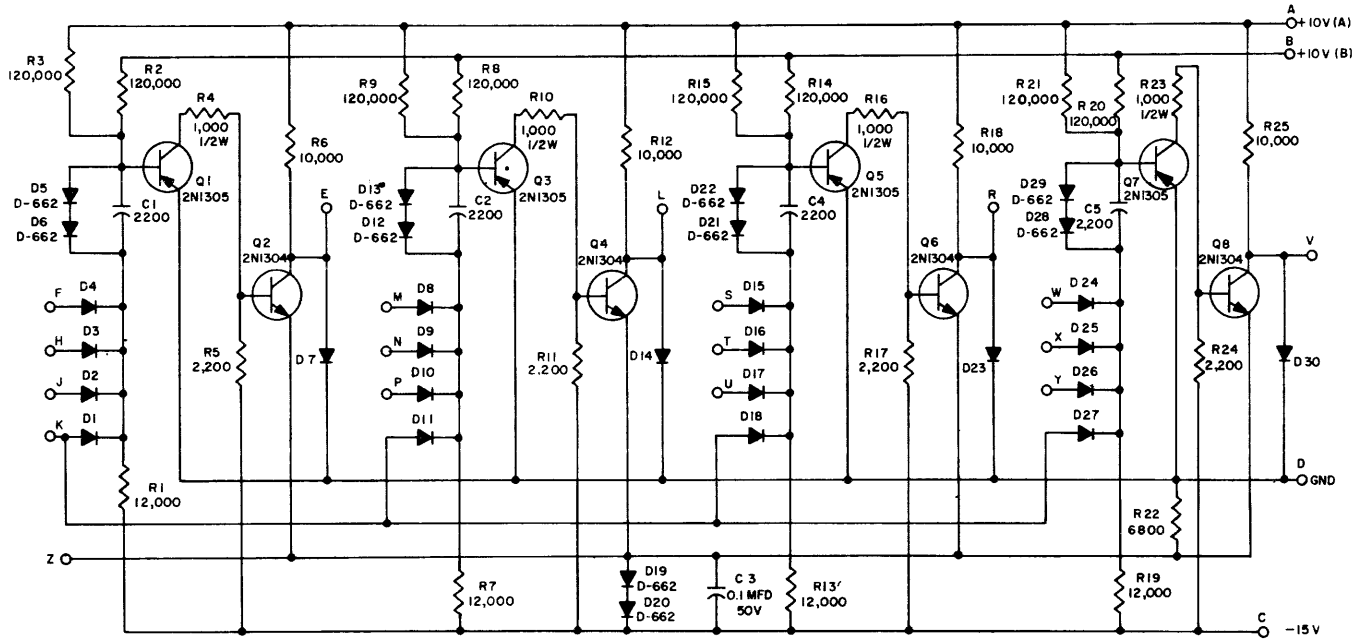 A
+10V (A)
B
+10V (B)
R3
120,000
R2
120,000
R4
1,000
1/2W
Q1
2N1305
D5
D-662
D6
D-662
C1
2200
R6
10,000
E
Q2
2N1304
F
D4
H
D3
J
D2
K
D1
R5
2,200
D7
R1
12,000
R9
120,000
R8
120,000
R10
1,000
1/2W
Q3
2N1305
D13
D-662
D12
D-662
C2
2200
R12
10,000
L
Q4
2N1304
M
D8
N
D9
P
D10
D11
R11
2,200
D14
R7
12,000
R15
120,000
R14
120,000
R16
1,000
1/2W
Q5
2N1305
D22
D-662
D21
D-662
C4
2200
R18
10,000
R
Q6
2N1304
S
D15
T
D16
U
D17
D18
R17
2,200
D23
R13'
12,000
R21
120,000
R20
120,000
R23
1,000
1/2W
Q7
2N1305
D29
D-662
D28
D-662
C5
2,200
R25
10,000
V
Q8
2N1304
W
D24
X
D25
Y
D26
D27
R24
2,200
D30
D
GND
R22
6800
R19
12,000
Z
D19
D-662
D20
D-662
C3
0.1 MFD
50V
C
-15V